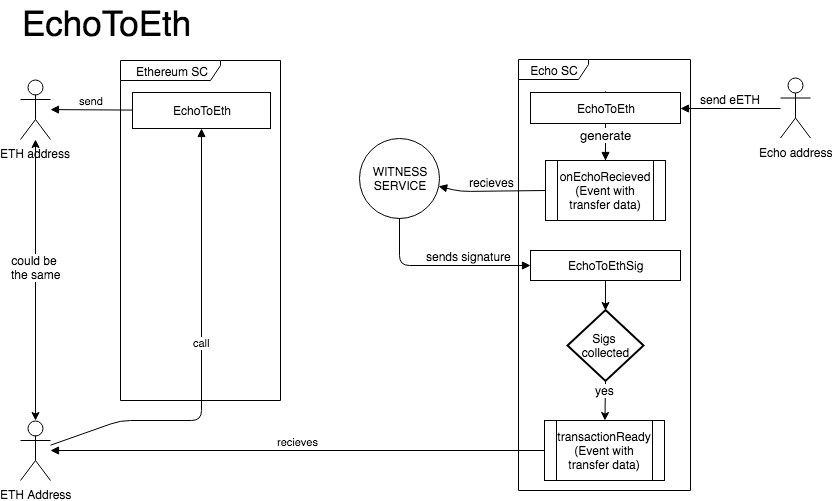 EchoToEth
Ethereum SC
Echo SC
EchoToEth
send
EchoToEth
send eETH
ETH address
generate
Echo address
WITNESS
SERVICE
recieves
onEchoRecieved
(Event with
transfer data)
could be
the same
sends signature
EchoToEthSig
call
Sigs
collected
yes
recieves
transactionReady
(Event with
transfer data)
ETH Address